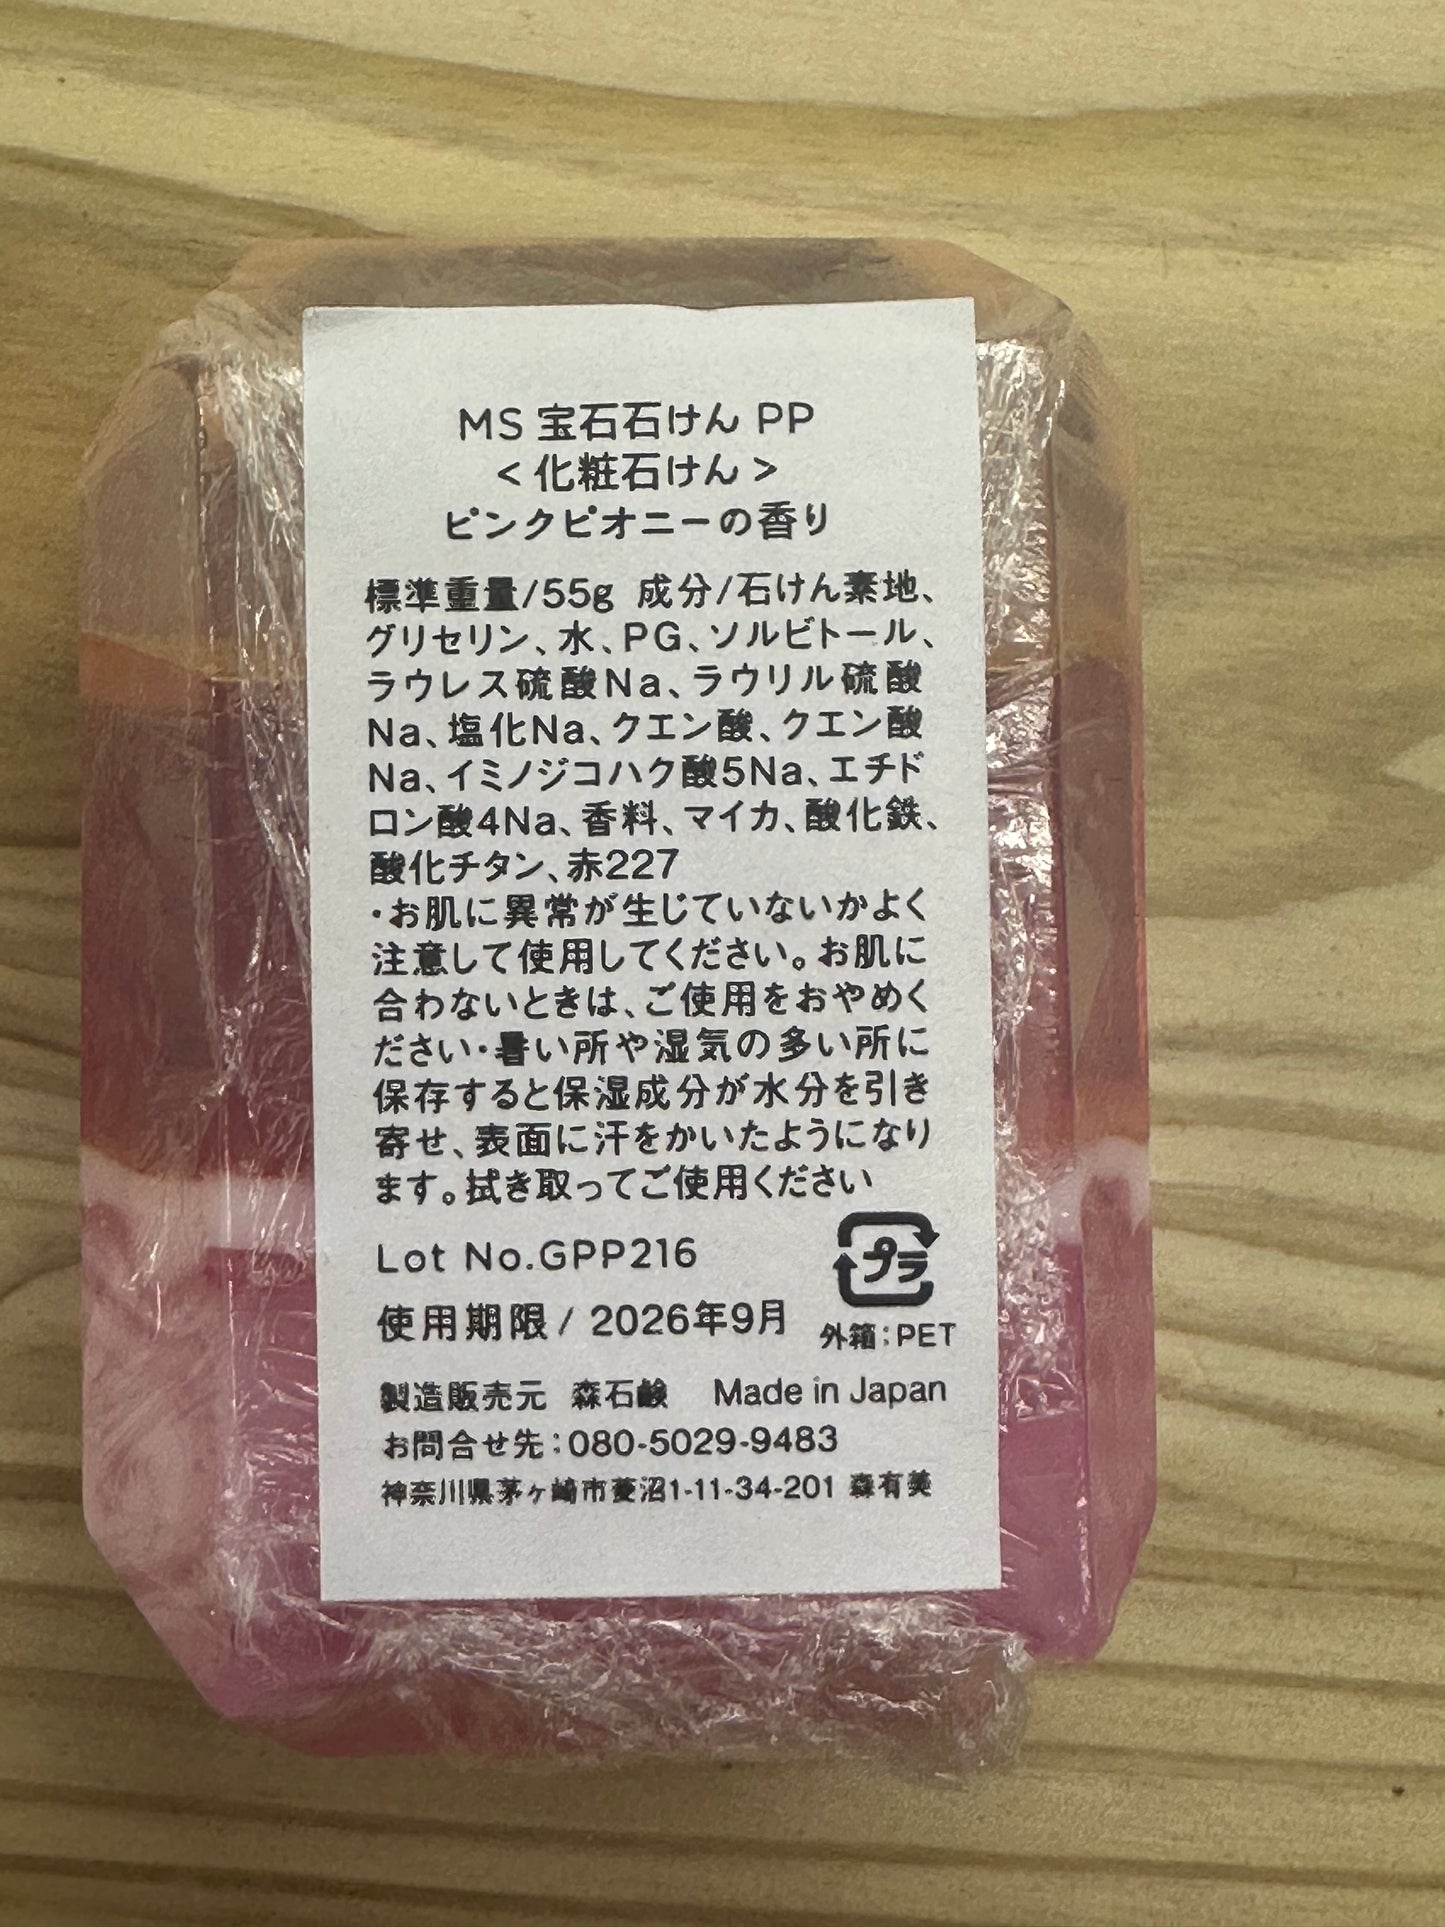 MS 宝石石けん PP
< 化粧石けん >
ピンクピオニーの香り
標準重量/55g 成分/石けん素地、
グリセリン、水、PG、ソルビトール、
ラウレス硫酸Na、ラウリル硫酸
Na、塩化Na、クエン酸、クエン酸
Na、イミノジコハク酸5Na、エチド
ロン酸4Na、香料、マイカ、酸化鉄、
酸化チタン、赤227
・お肌に異常が生じていないかよく
注意して使用してください。お肌に
合わないときは、ご使用をおやめく
ださい・暑い所や湿気の多い所に
保存すると保湿成分が水分を引き
寄せ、表面に汗をかいたようになり
ます。拭き取ってご使用ください
Lot No.GPP216
プラ
使用期限/ 2026年9月
外箱:PET
製造販売元 森石鹸 Made in Japan
お問合せ先:080-5029-9483
神奈川県茅ヶ崎市菱沼1-11-34-201 森有美